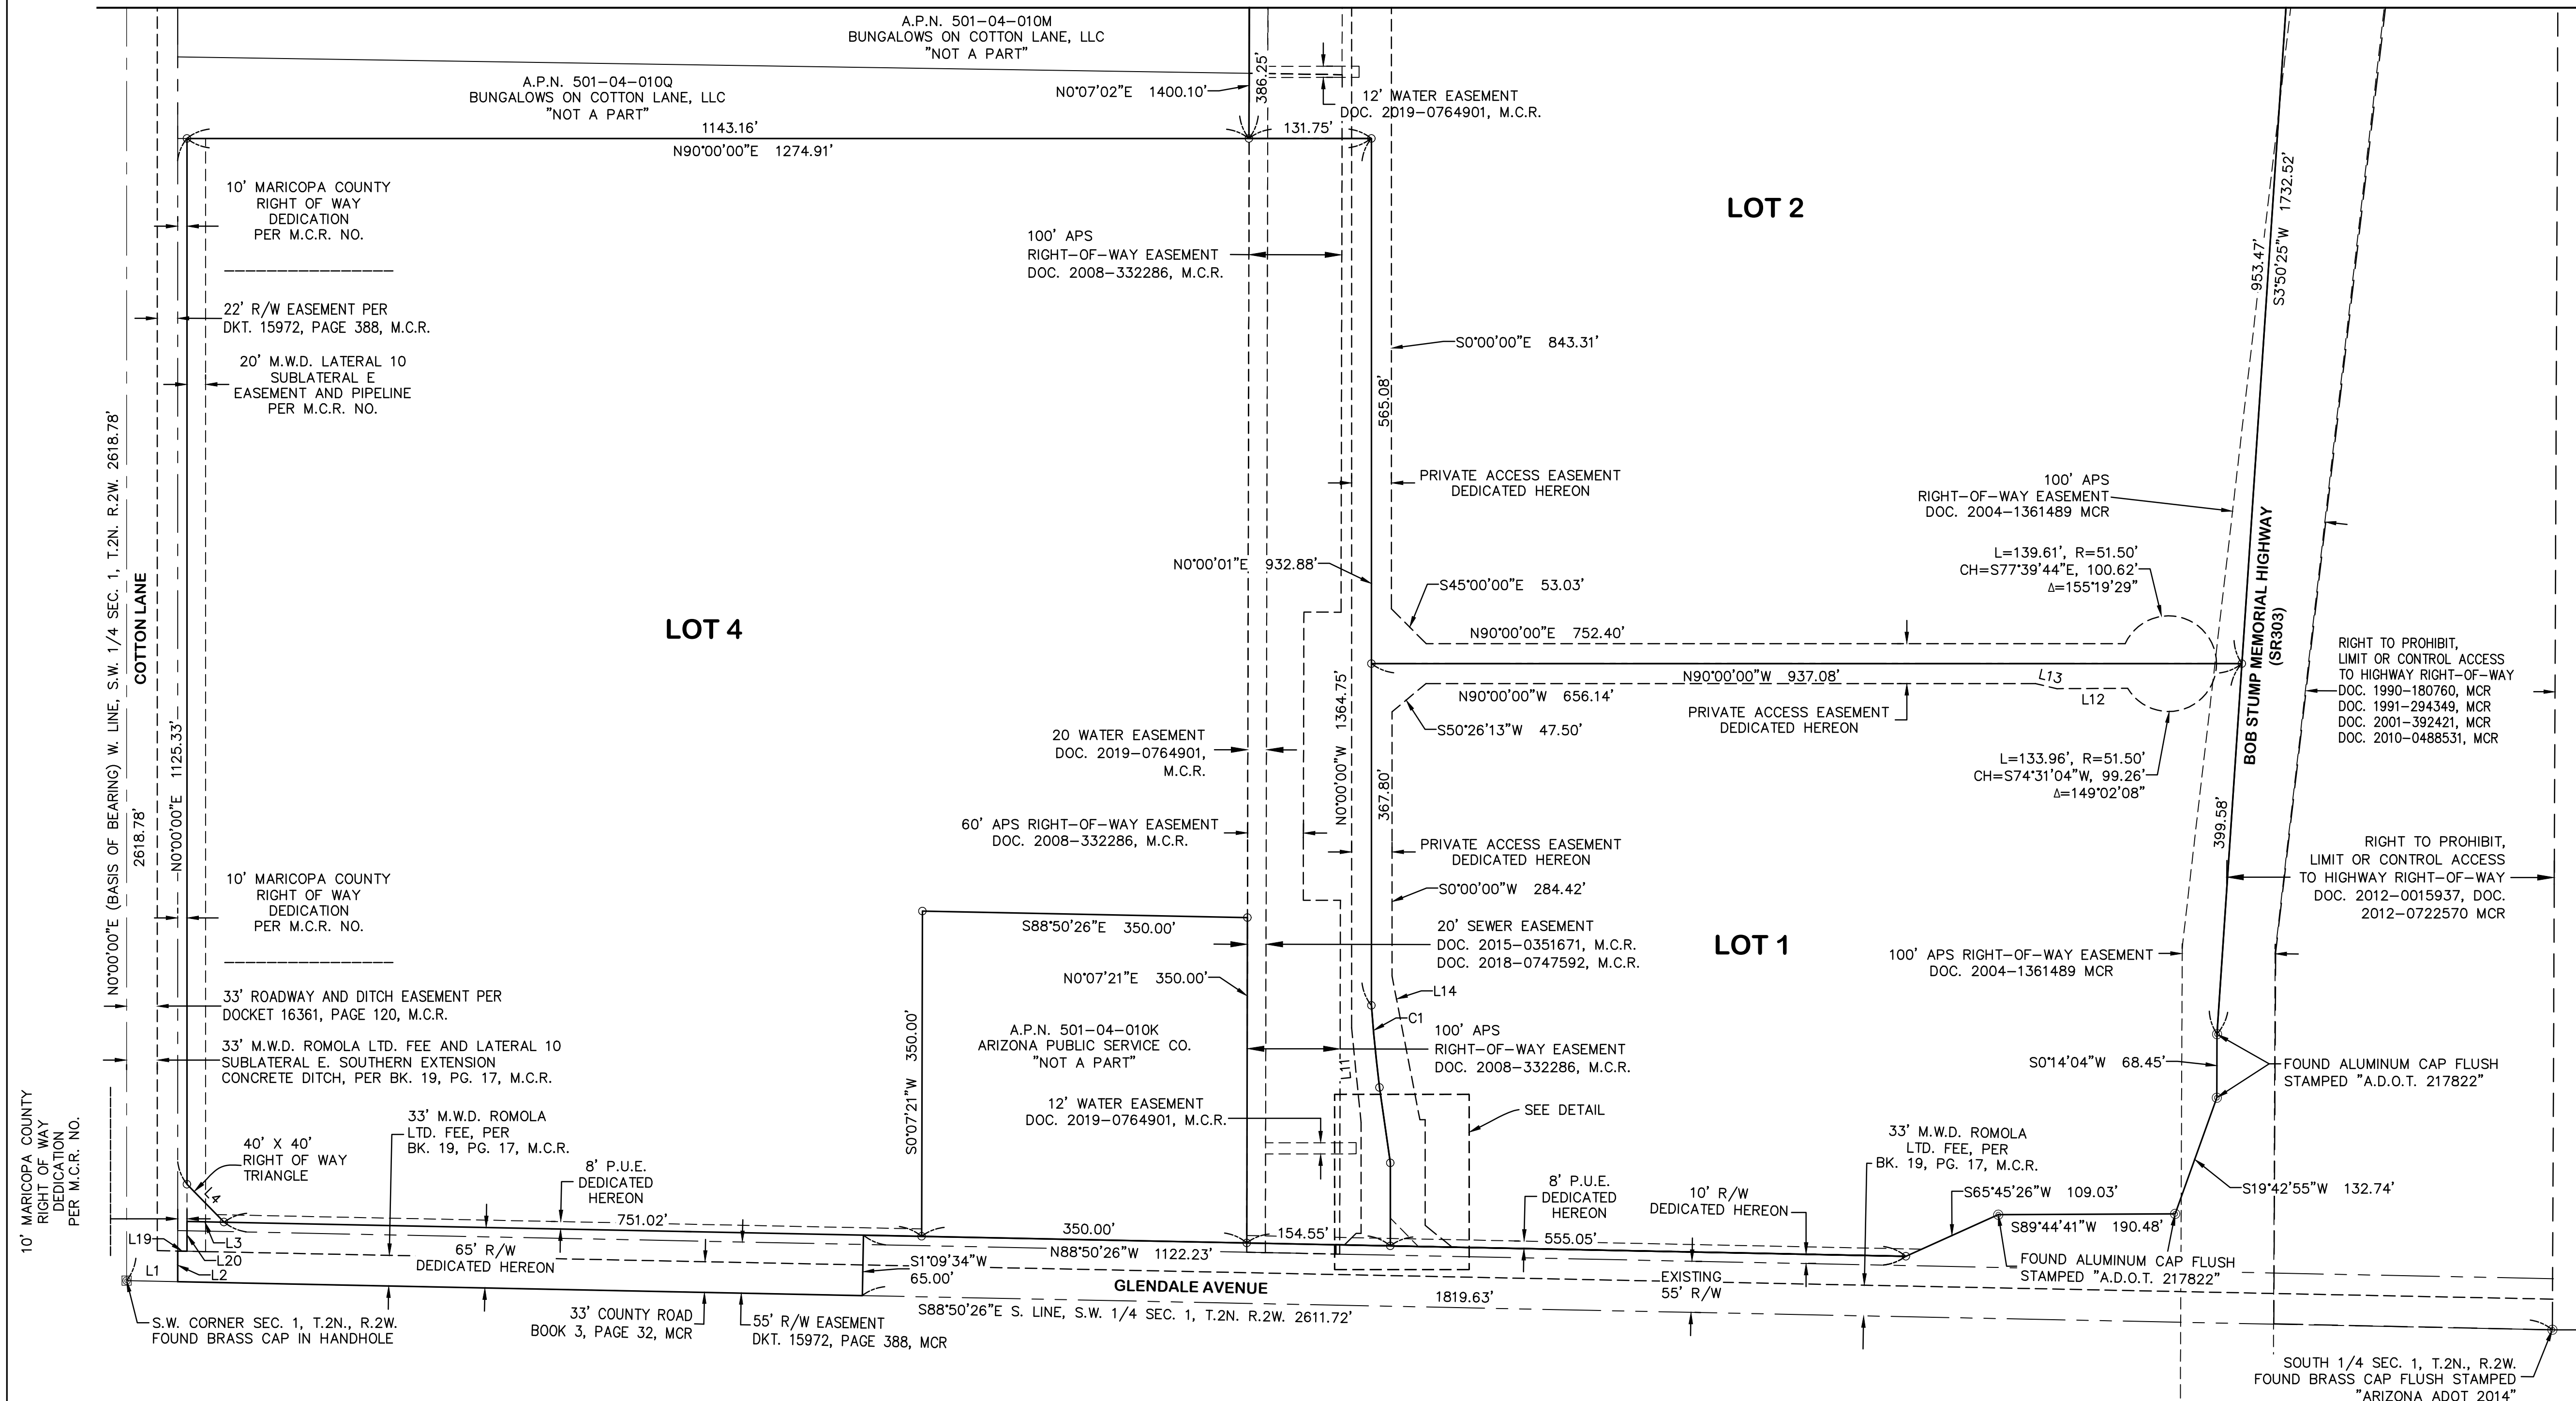 A.P.N. 501-04-010M
BUNGALOWS ON COTTON LANE, LLC
"NOT A PART"
A.P.N. 501-04-010Q
BUNGALOWS ON COTTON LANE, LLC
"NOT A PART"
N0°07'02"E 1400.10'
386.25'
12' WATER EASEMENT
DOC. 2019-0764901, M.C.R.
1143.16'
N90°00'00"E 1274.91'
131.75'
10' MARICOPA COUNTY
RIGHT OF WAY
DEDICATION
PER M.C.R. NO.
________________
22' R/W EASEMENT PER
DKT. 15972, PAGE 388, M.C.R.
20' M.W.D. LATERAL 10
SUBLATERAL E
EASEMENT AND PIPELINE
PER M.C.R. NO.
100' APS
RIGHT-OF-WAY EASEMENT
DOC. 2008-332286, M.C.R.
LOT 2
S0°00'00"E 843.31'
565.08'
953.47'
S3°50'25"W 1732.52'
PRIVATE ACCESS EASEMENT
DEDICATED HEREON
100' APS
RIGHT-OF-WAY EASEMENT
DOC. 2004-1361489 MCR
N0°00'00"E (BASIS OF BEARING) W. LINE, S.W. 1/4 SEC. 1, T.2N. R.2W. 2618.78'
2618.78'
COTTON LANE
N0°00'00"E 1125.33'
LOT 4
N0°00'01"E 932.88'
S45°00'00"E 53.03'
N90°00'00"E 752.40'
L=139.61', R=51.50'
CH=S77°39'44"E, 100.62'
Δ=155°19'29"
BOB STUMP MEMORIAL HIGHWAY
(SR303)
RIGHT TO PROHIBIT,
LIMIT OR CONTROL ACCESS
TO HIGHWAY RIGHT-OF-WAY
DOC. 1990-180760, MCR
DOC. 1991-294349, MCR
DOC. 2001-392421, MCR
DOC. 2010-0488531, MCR
N90°00'00"W 937.08'
N90°00'00"W 656.14'
L13
L12
PRIVATE ACCESS EASEMENT
DEDICATED HEREON
S50°26'13"W 47.50'
N0°00'00"W 1364.75'
367.80'
L=133.96', R=51.50'
CH=S74°31'04"W, 99.26'
Δ=149°02'08"
20 WATER EASEMENT
DOC. 2019-0764901,
M.C.R.
60' APS RIGHT-OF-WAY EASEMENT
DOC. 2008-332286, M.C.R.
PRIVATE ACCESS EASEMENT
DEDICATED HEREON
S0°00'00"W 284.42'
399.58'
RIGHT TO PROHIBIT,
LIMIT OR CONTROL ACCESS
TO HIGHWAY RIGHT-OF-WAY
DOC. 2012-0015937, DOC.
2012-0722570 MCR
10' MARICOPA COUNTY
RIGHT OF WAY
DEDICATION
PER M.C.R. NO.
________________
S88°50'26"E 350.00'
20' SEWER EASEMENT
DOC. 2015-0351671, M.C.R.
DOC. 2018-0747592, M.C.R.
LOT 1
100' APS RIGHT-OF-WAY EASEMENT
DOC. 2004-1361489 MCR
33' ROADWAY AND DITCH EASEMENT PER
DOCKET 16361, PAGE 120, M.C.R.
N0°07'21"E 350.00'
L14
C1
33' M.W.D. ROMOLA LTD. FEE AND LATERAL 10
SUBLATERAL E. SOUTHERN EXTENSION
CONCRETE DITCH, PER BK. 19, PG. 17, M.C.R.
S0°07'21"W 350.00'
A.P.N. 501-04-010K
ARIZONA PUBLIC SERVICE CO.
"NOT A PART"
L11
100' APS
RIGHT-OF-WAY EASEMENT
DOC. 2008-332286, M.C.R.
S0°14'04"W 68.45'
FOUND ALUMINUM CAP FLUSH
STAMPED "A.D.O.T. 217822"
10' MARICOPA COUNTY
RIGHT OF WAY
DEDICATION
PER M.C.R. NO.
12' WATER EASEMENT
DOC. 2019-0764901, M.C.R.
SEE DETAIL
40' X 40'
RIGHT OF WAY
TRIANGLE
L4
33' M.W.D. ROMOLA
LTD. FEE, PER
BK. 19, PG. 17, M.C.R.
8' P.U.E.
DEDICATED
HEREON
751.02'
8' P.U.E.
DEDICATED
HEREON
10' R/W
DEDICATED HEREON
33' M.W.D. ROMOLA
LTD. FEE, PER
BK. 19, PG. 17, M.C.R.
S65°45'26"W 109.03'
S19°42'55"W 132.74'
S89°44'41"W 190.48'
FOUND ALUMINUM CAP FLUSH
STAMPED "A.D.O.T. 217822"
L19
L3
L20
L1
L2
65' R/W
DEDICATED HEREON
350.00'
N88°50'26"W 1122.23'
154.55'
555.05'
S1°09'34"W
65.00'
GLENDALE AVENUE
EXISTING
55' R/W
1819.63'
S88°50'26"E S. LINE, S.W. 1/4 SEC. 1, T.2N. R.2W. 2611.72'
S.W. CORNER SEC. 1, T.2N., R.2W.
FOUND BRASS CAP IN HANDHOLE
33' COUNTY ROAD
BOOK 3, PAGE 32, MCR
55' R/W EASEMENT
DKT. 15972, PAGE 388, MCR
SOUTH 1/4 SEC. 1, T.2N., R.2W.
FOUND BRASS CAP FLUSH STAMPED
"ARIZONA ADOT 2014"